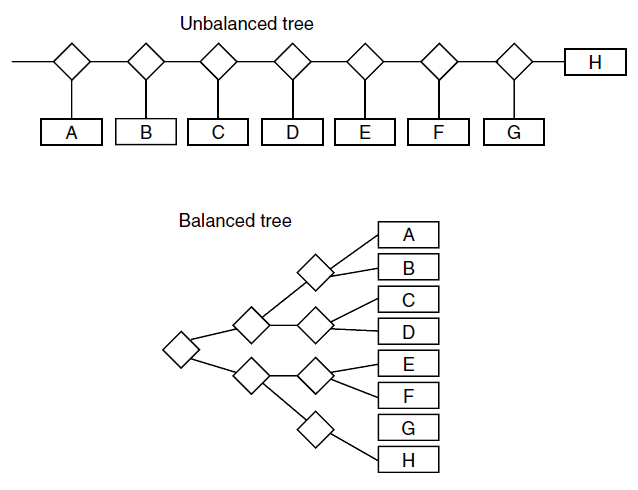 Unbalanced tree
H
A B C D E F G
Balanced tree
A
B
C
D
E
F
G
H